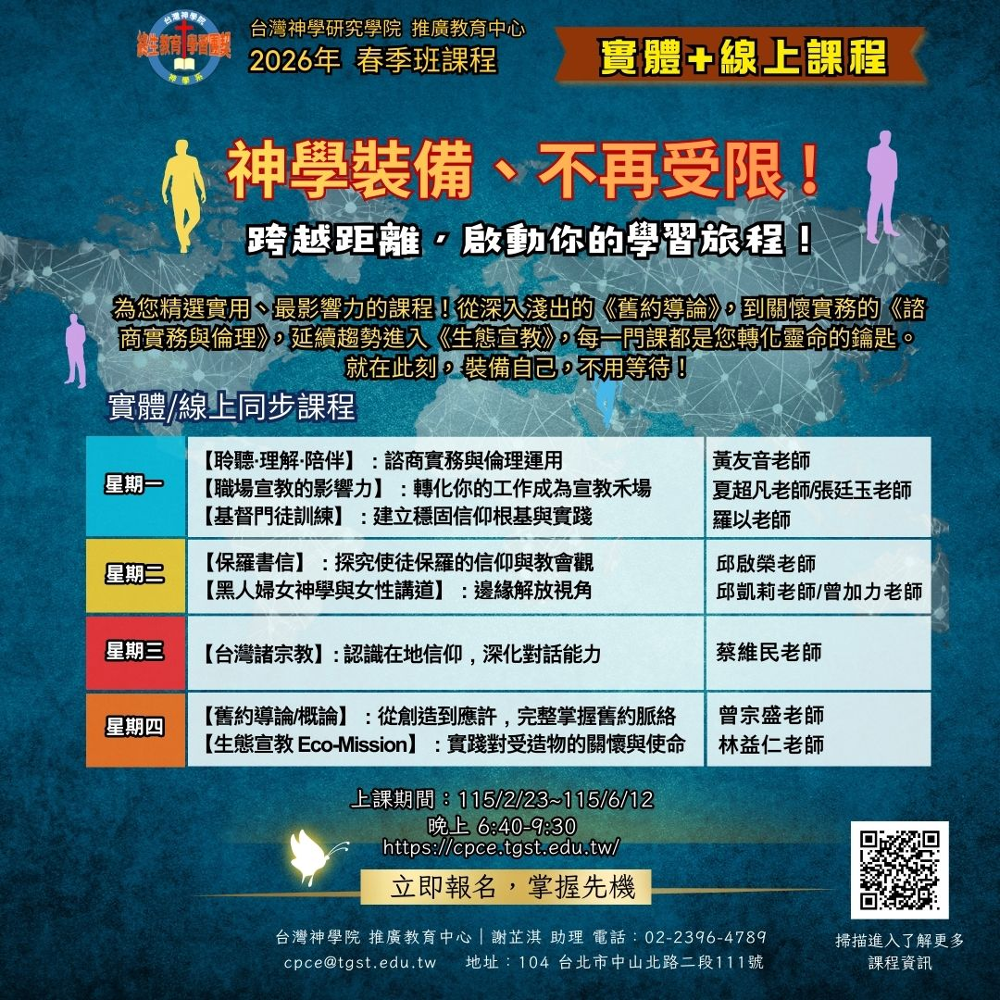 台灣神學院
終生教育學習團契
神學系
台灣神學研究學院 推廣教育中心
2026年 春季班課程
實體+線上課程
神學裝備、不再受限！
跨越距離，啟動你的學習旅程！
為您精選實用、最影響力的課程！從深入淺出的《舊約導論》，到關懷實務的《諮
商實務與倫理》，延續趨勢進入《生態宣教》，每一門課都是您轉化靈命的鑰匙。
就在此刻， 裝備自己，不用等待！
實體/線上同步課程
星期一
【聆聽·理解·陪伴】：諮商實務與倫理運用
黃友音老師
【職場宣教的影響力】：轉化你的工作成為宣教禾場
夏超凡老師/張廷玉老師
【基督門徒訓練】：建立穩固信仰根基與實踐
羅以老師
星期二
【保羅書信】：探究使徒保羅的信仰與教會觀
邱啟榮老師
【黑人婦女神學與女性講道】：邊緣解放視角
邱凱莉老師/曾加力老師
星期三
【台灣諸宗教】: 認識在地信仰，深化對話能力
蔡維民老師
星期四
【舊約導論/概論】：從創造到應許，完整掌握舊約脈絡
曾宗盛老師
【生態宣教 Eco-Mission】：實踐對受造物的關懷與使命
林益仁老師
上課期間：115/2/23~115/6/12
晚上 6:40-9:30
https://cpce.tgst.edu.tw/
立即報名，掌握先機
台灣神學院 推廣教育中心｜謝芷淇 助理 電話：02-2396-4789
cpce@tgst.edu.tw 地址：104 台北市中山北路二段111號
掃描進入了解更多
課程資訊